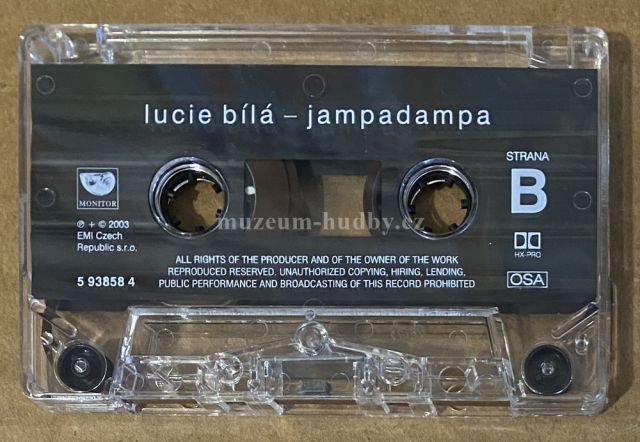 lucie bílá – jampadampa
STRANA
B
MONITOR
℗ + © 2003
EMI Czech
Republic s.r.o.
muzeum-hudby.cz
HX-PRO
ALL RIGHTS OF THE PRODUCER AND OF THE OWNER OF THE WORK
REPRODUCED RESERVED. UNAUTHORIZED COPYING, HIRING, LENDING,
PUBLIC PERFORMANCE AND BROADCASTING OF THIS RECORD PROHIBITED
5 93858 4
OSA